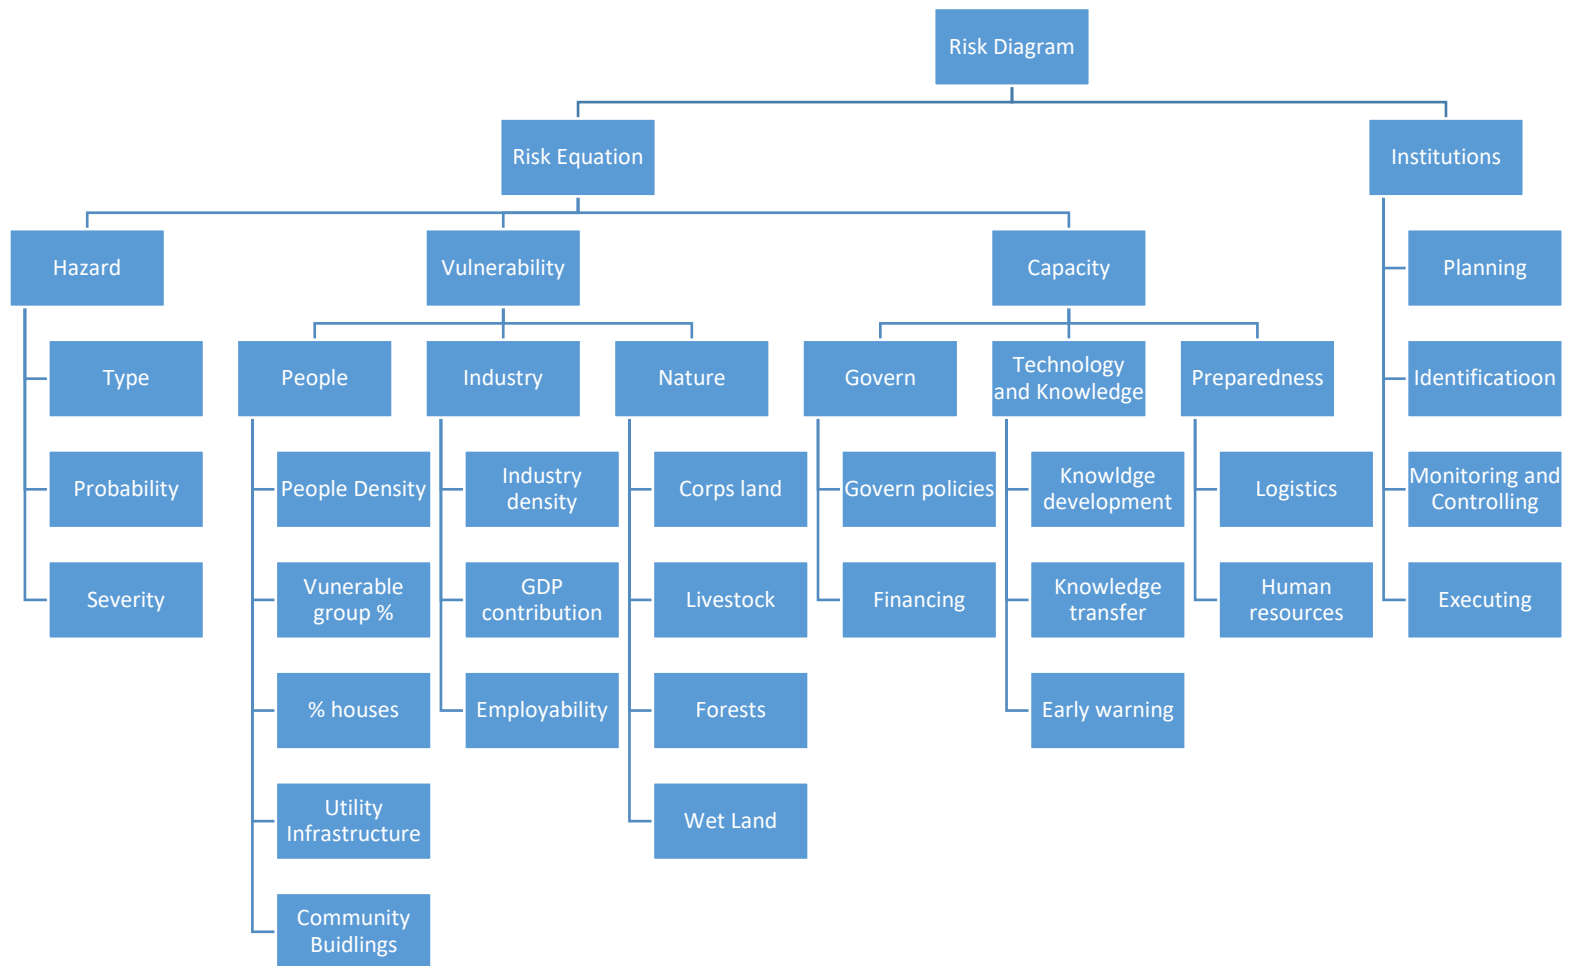 Risk Diagram
Risk Equation
Institutions
Hazard
Vulnerability
Capacity
Planning
Type
People
Industry
Nature
Govern
Technology
and Knowledge
Preparedness
Identificatioon
Probability
People Density
Industry
density
Corps land
Govern policies
Knowldge
development
Logistics
Monitoring and
Controlling
Severity
Vunerable
group %
GDP
contribution
Livestock
Financing
Knowledge
transfer
Human
resources
Executing
% houses
Employability
Forests
Early warning
Utility
Infrastructure
Wet Land
Community
Buidlings